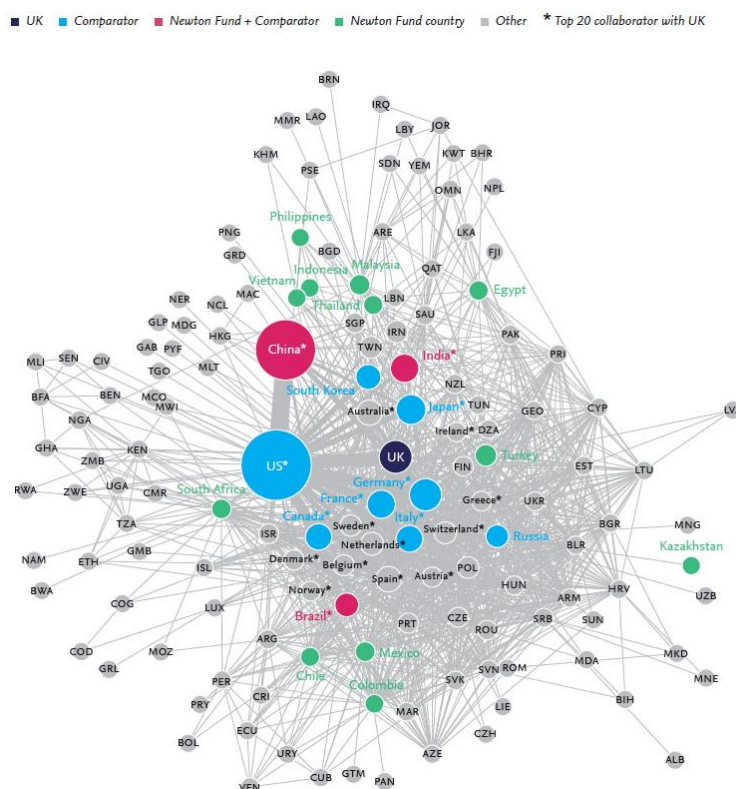 UK Comparator Newton Fund + Comparator Newton Fund country Other * Top 20 collaborator with UK
BRN
IRQ
MMR LAO
LBY JOR
KHM
PSE
SDN YEM KWT BHR
OMN NPL
Philippines
PNG
BGD
ARE
LKA
GRD
FJI
Indonesia Malaysia
QAT
Vietnam
Egypt
MAC
NER
NCL
Thailand LBN
SAU
GLP MDG
HKG
SGP
IRN
PAK
GAB PYF
China*
TWN
India*
PRI
MLI SEN CIV
TGO
MLT
South Korea
NZL
BFA
BEN
MCO
MWI
Australia*
Japan* TUN
GEO
CYP
LV
NGA
Ireland* DZA
GHA
KEN
UK
Turkey
ZMB
US*
FIN
EST
LTU
RWA ZWE UGA CMR
South Africa
Germany*
France*
Greece* UKR
TZA
Canada*
Sweden*
Italy*
Switzerland*
Russia
BGR
MNG
ISR
Netherlands*
BLR
Kazakhstan
NAM
ETH GMB
Denmark*
Belgium*
ISL
Spain* Austria* POL
HUN
BWA
Norway*
ARM
HRV
UZB
COG
LUX
Brazil*
PRT
CZE
ROU
SRB SUN
COD
MOZ
ARG
Mexico
GRL
Chile
SVN ROM
MDA
MKD
PER
SVK
MNE
PRY
CRI
Colombia
MAR
LIE
BIH
BOL
ECU
CZH
URY
AZE
ALB
VEN
CUB
GTM
PAN